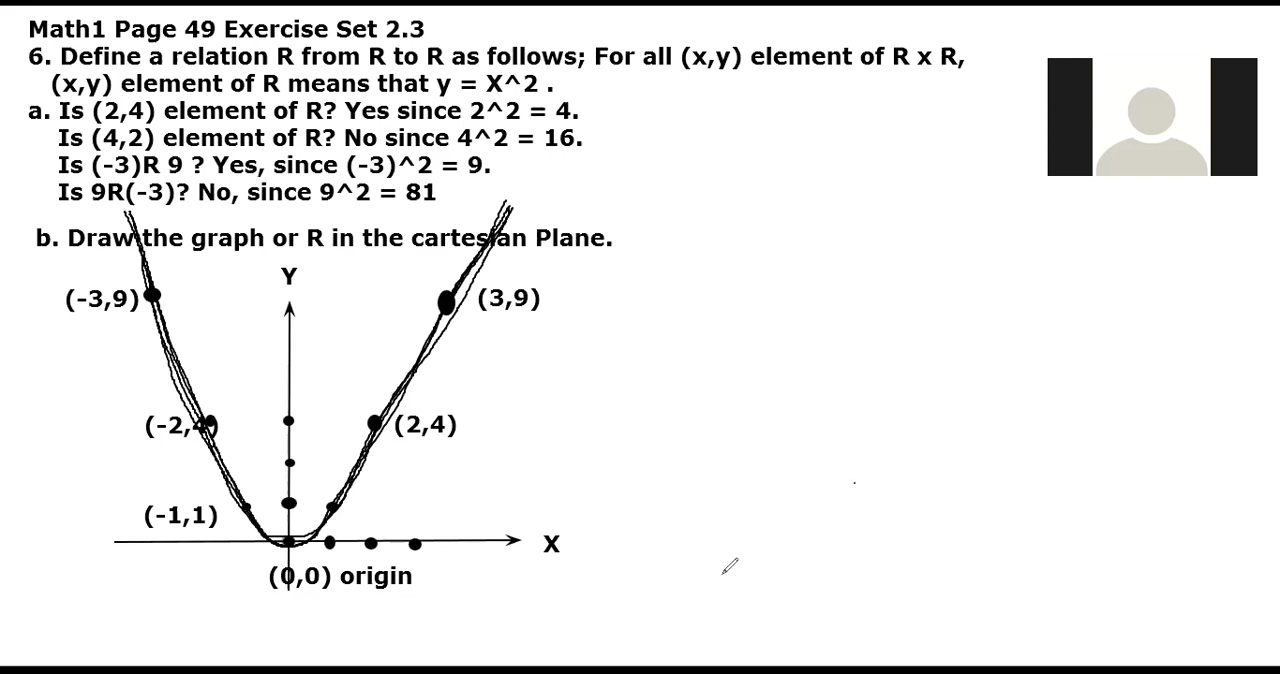 Math1 Page 49 Exercise Set 2.3
6. Define a relation R from R to R as follows; For all (x,y) element of R x R,
(x,y) element of R means that y = X^2 .
a. Is (2,4) element of R? Yes since 2^2 = 4.
Is (4,2) element of R? No since 4^2 = 16.
Is (-3)R 9 ? Yes, since (-3)^2 = 9.
Is 9R(-3)? No, since 9^2 = 81
b. Draw the graph or R in the cartesian Plane.
Y
(-3,9)
(3,9)
(-2,4)
(2,4)
(-1,1)
X
(0,0) origin